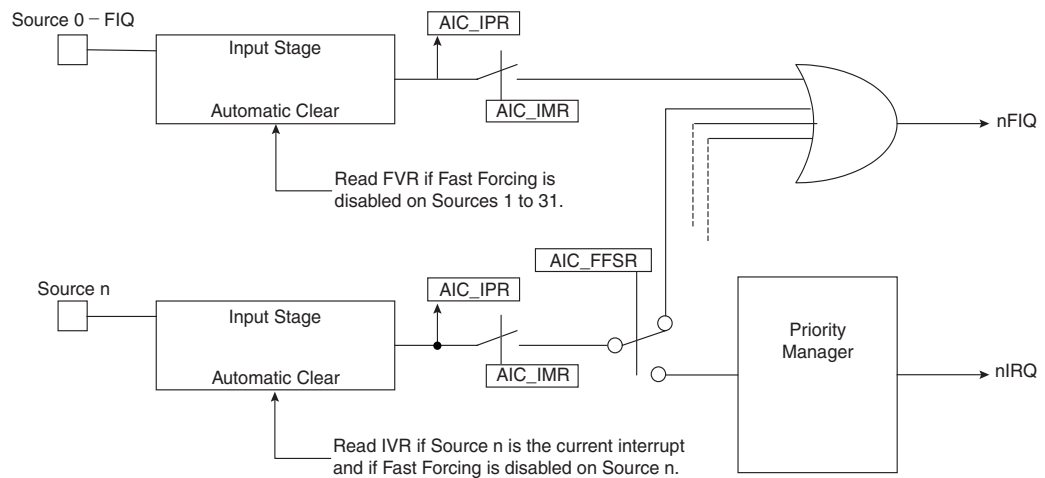 Source 0 – FIQ
AIC_IPR
Input Stage
Automatic Clear
AIC_IMR
nFIQ
Read FVR if Fast Forcing is
disabled on Sources 1 to 31.
AIC_FFSR
Source n
AIC_IPR
Input Stage
Priority
Manager
Automatic Clear
AIC_IMR
nIRQ
Read IVR if Source n is the current interrupt
and if Fast Forcing is disabled on Source n.